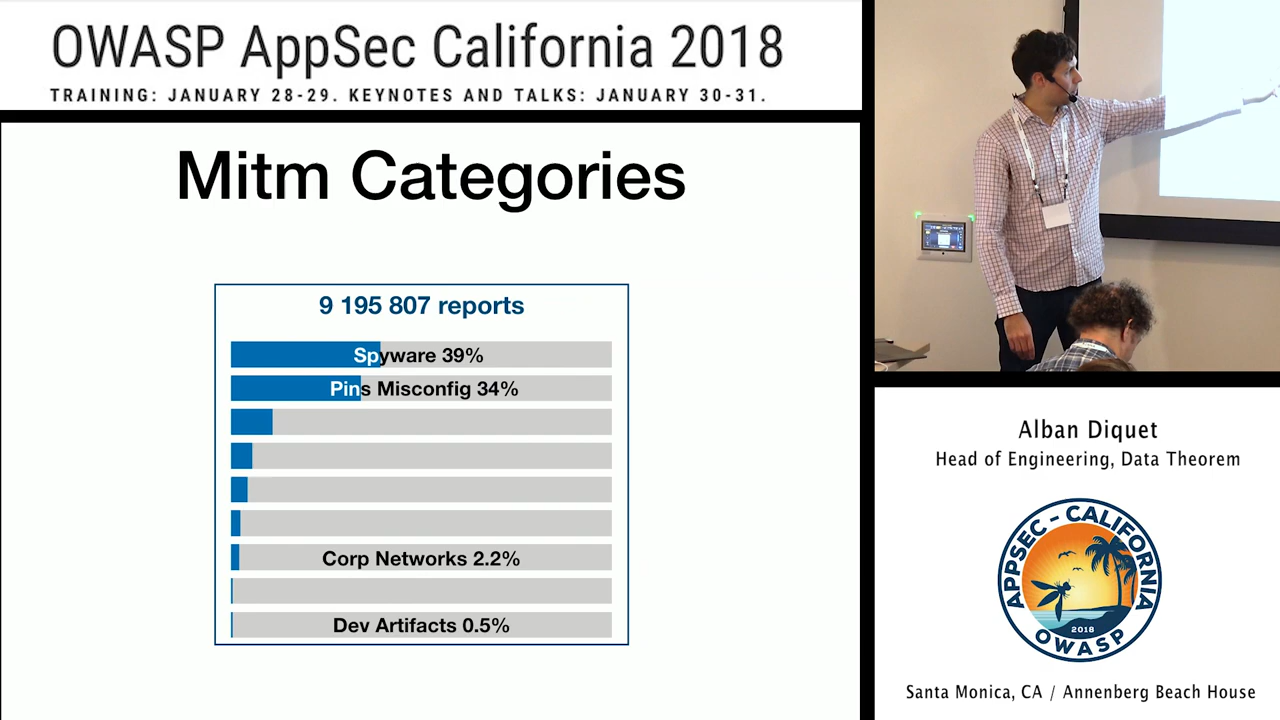 OWASP AppSec California 2018
TRAINING: JANUARY 28-29. KEYNOTES AND TALKS: JANUARY 30-31.
Mitm Categories
9 195 807 reports
Spyware 39%
Pins Misconfig 34%
Corp Networks 2.2%
Dev Artifacts 0.5%
Alban Diquet
Head of Engineering, Data Theorem
APPSEC - CALIFORNIA
2018
OWASP
Santa Monica, CA / Annenberg Beach House